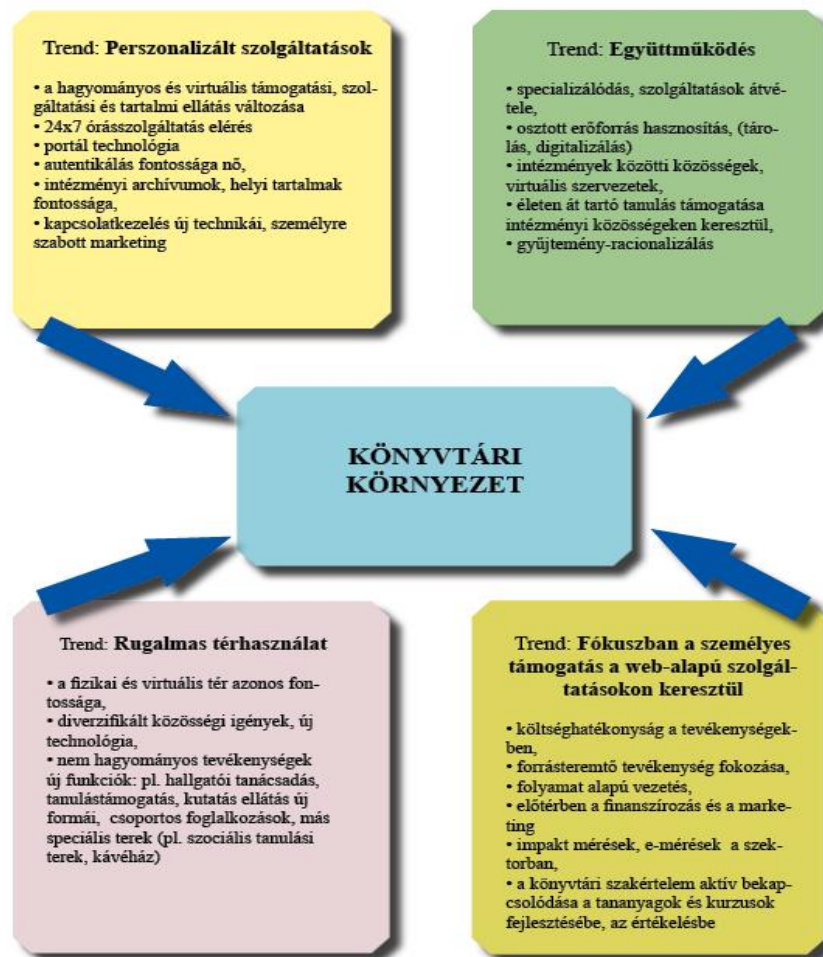 Trend: Perszonalizált szolgáltatások
• a hagyományos és virtuális támogatási, szol-
gáltatási és tartalmi ellátás változása
• 24x7 órásszolgáltatás elérés
• portál technológia
• autentikálás fontossága nő,
• intézményi archívumok, helyi tartalmak
fontossága,
• kapcsolatkezelés új technikái, személyre
szabott marketing
Trend: Együttműködés
• specializálódás, szolgáltatások átvé-
tele,
• osztott erőforrás hasznosítás, (táro-
lás, digitalizálás)
• intézmények közötti közösségek,
virtuális szervezetek,
• életen át tartó tanulás támogatása
intézményi közösségeken keresztül,
• gyűjtemény-racionalizálás
KÖNYVTÁRI
KÖRNYEZET
Trend: Rugalmas térhasználat
• a fizikai és virtuális tér azonos fon-
tossága,
• diverzifikált közösségi igények, új
technológia,
• nem hagyományos tevékenységek
új funkciók: pl. hallgatói tanácsadás,
tanulástámogatás, kutatás ellátás új
formái, csoportos foglalkozások, más
speciális terek (pl. szociális tanulási
terek, kávéház)
Trend: Fókuszban a személyes
támogatás a web-alapú szolgál-
tatásokon keresztül
• költséghatékonyság a tevékenységek-
ben,
• forrásteremtő tevékenység fokozása,
• folyamat alapú vezetés,
• előtérben a finanszírozás és a marke-
ting
• impakt mérések, e-mérések a szek-
torban,
• a könyvtári szakértelem aktív bekap-
csolódása a tananyagok és kurzusok
fejlesztésébe, az értékelésbe